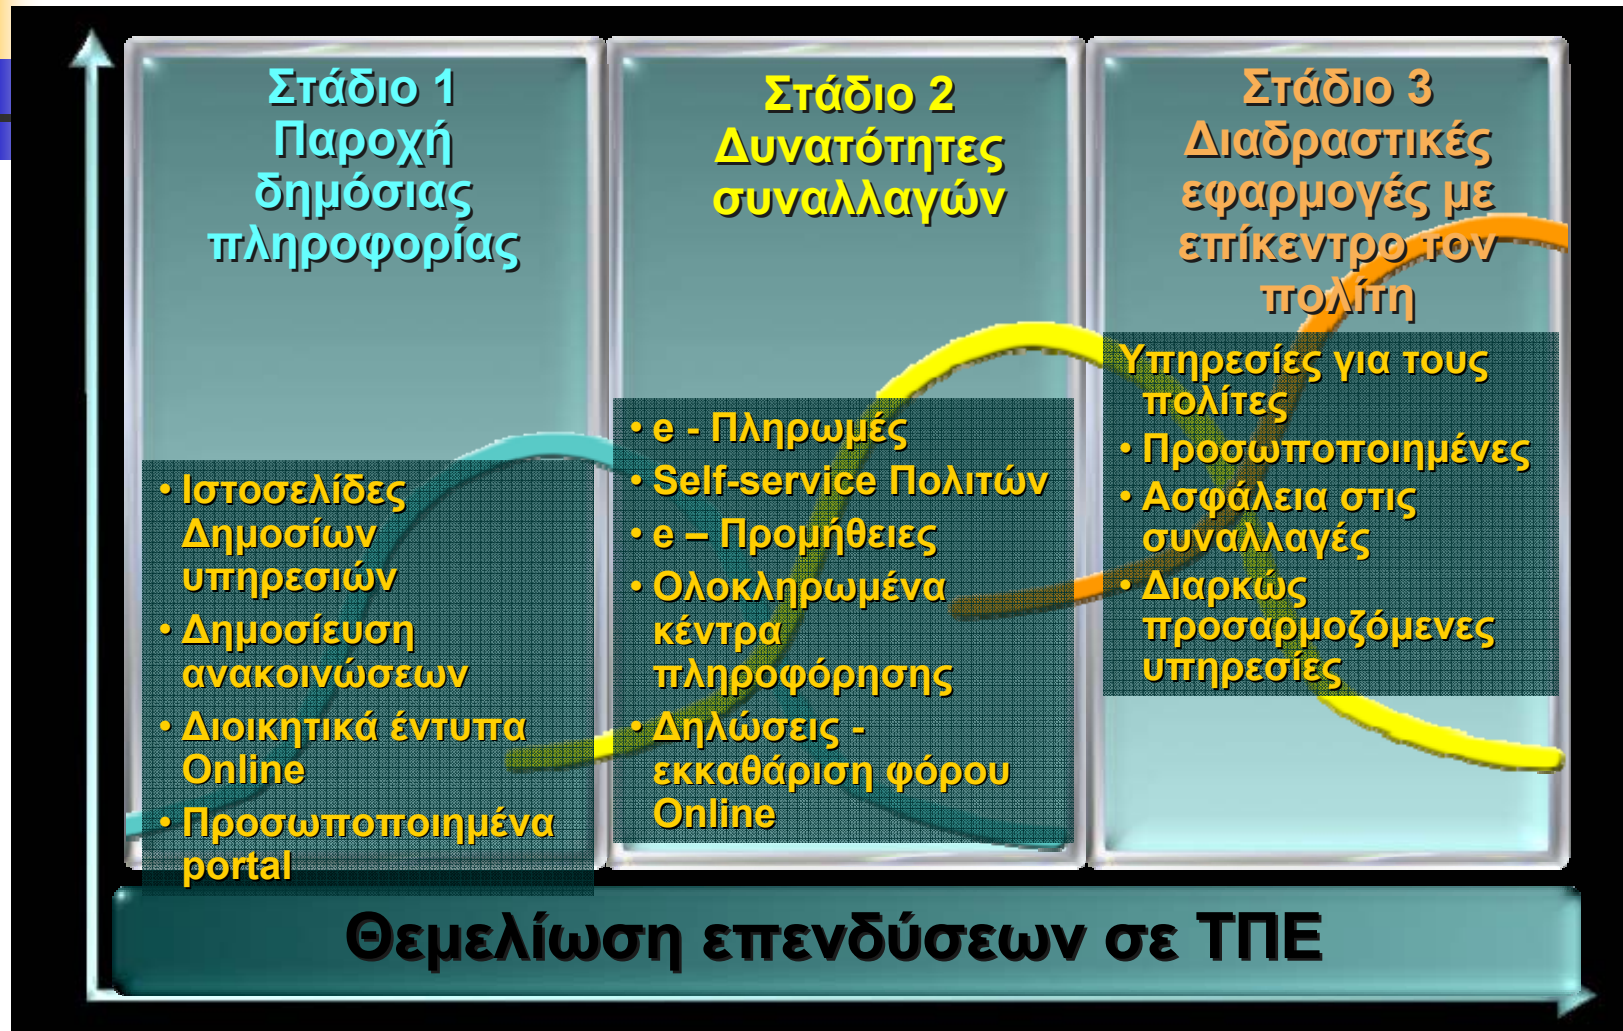 Στάδιο 1
Παροχή
δημόσιας
πληροφορίας
• Ιστοσελίδες
Δημοσίων
υπηρεσιών
• Δημοσίευση
ανακοινώσεων
• Διοικητικά έντυπα
Online
• Προσωποποιημένα
portal
Στάδιο 2
Δυνατότητες
συναλλαγών
• e - Πληρωμές
• Self-service Πολιτών
• e – Προμήθειες
• Ολοκληρωμένα
κέντρα
πληροφόρησης
• Δηλώσεις -
εκκαθάριση φόρου
Online
Στάδιο 3
Διαδραστικές
εφαρμογές με
επίκεντρο τον
πολίτη
Υπηρεσίες για τους
πολίτες
• Προσωποποιημένες
• Ασφάλεια στις
συναλλαγές
• Διαρκώς
προσαρμοζόμενες
υπηρεσίες
Θεμελίωση επενδύσεων σε ΤΠΕ